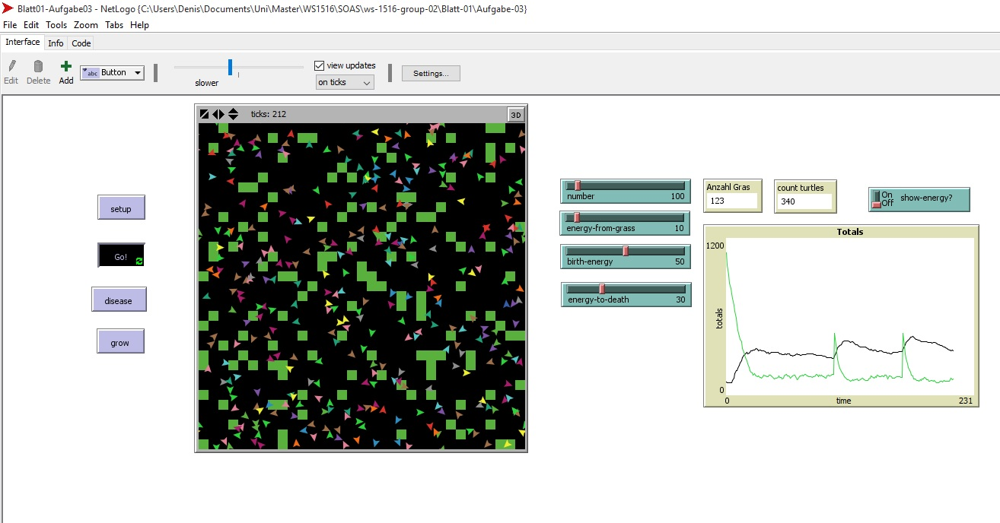 Blatt01-Aufgabe03 - NetLogo {C:\Users\Denis\Documents\Uni\Master\WS1516\SOAS\ws-1516-group-02\Blatt-01\Aufgabe-03}
File Edit Tools Zoom Tabs Help
Interface Info Code
Edit Delete Add abc Button slower view updates on ticks Settings...
ticks: 212 3D
setup
Go!
disease
grow
number 100
energy-from-grass 10
birth-energy 50
energy-to-death 30
Anzahl Gras
123
count turtles
340
On
Off
show-energy?
Totals
1200
totals
0
0 time 231